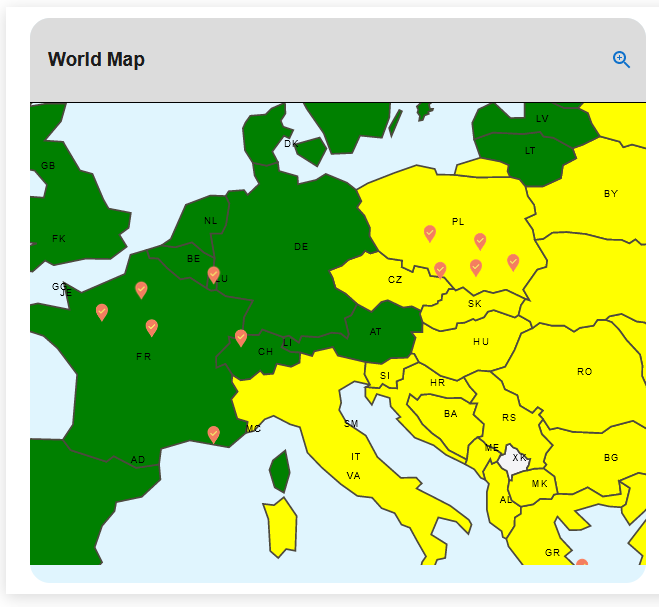 World Map
LV
DK
LT
GB
BY
NL
PL
FK
DE
BE
LU
CZ
GG
JE
SK
AT
LI
HU
CH
FR
RO
SI
HR
BA
RS
SM
MC
ME
IT
XK
BG
AD
VA
MK
AL
GR